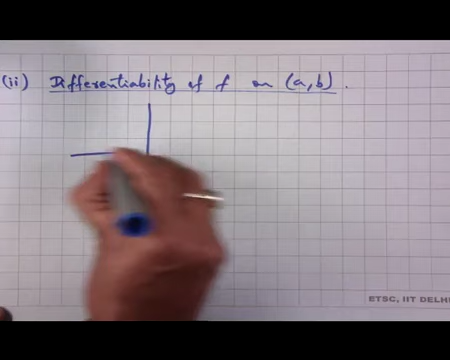 (ii) Differentiability of f on (a,b).
ETSC, IIT DELHI